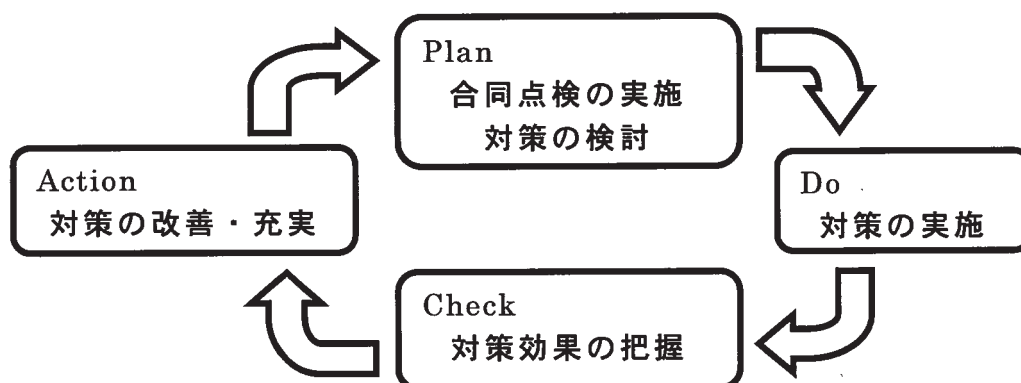 Plan
合同点検の実施
対策の検討
Action
対策の改善・充実
Do
対策の実施
Check
対策効果の把握